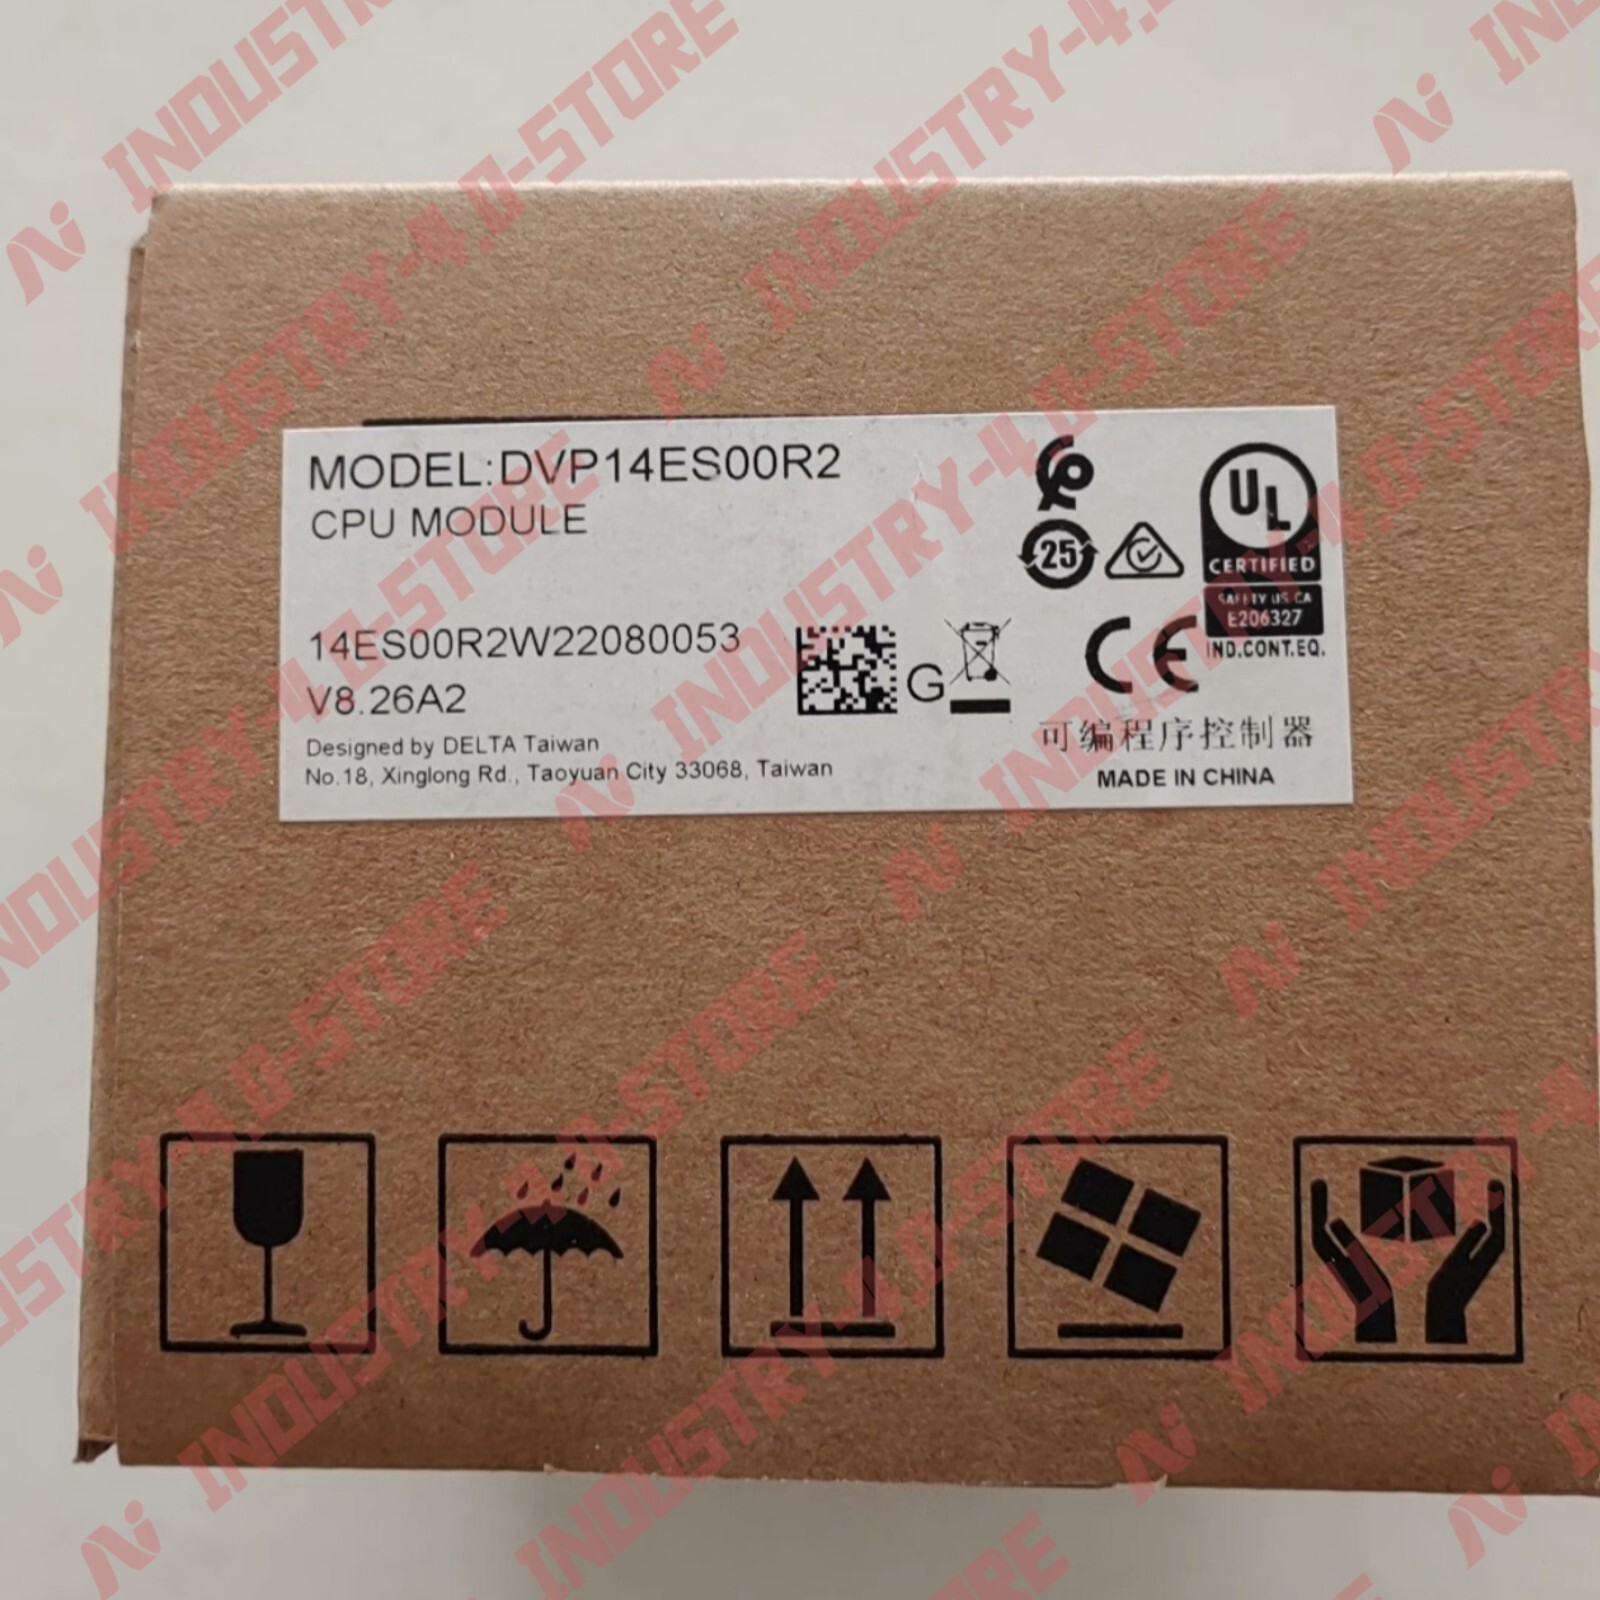 MODEL:DVP14ES00R2
CPU MODULE
14ES00R2W22080053
V8.26A2
Designed by DELTA Taiwan
No.18, Xinglong Rd., Taoyuan City 33068, Taiwan
G
25
UL
CERTIFIED
SAFETY US CA
E206327
IND.CONT.EQ.
CE
可编程序控制器
MADE IN CHINA
INDUSTRY-4.0-STORE